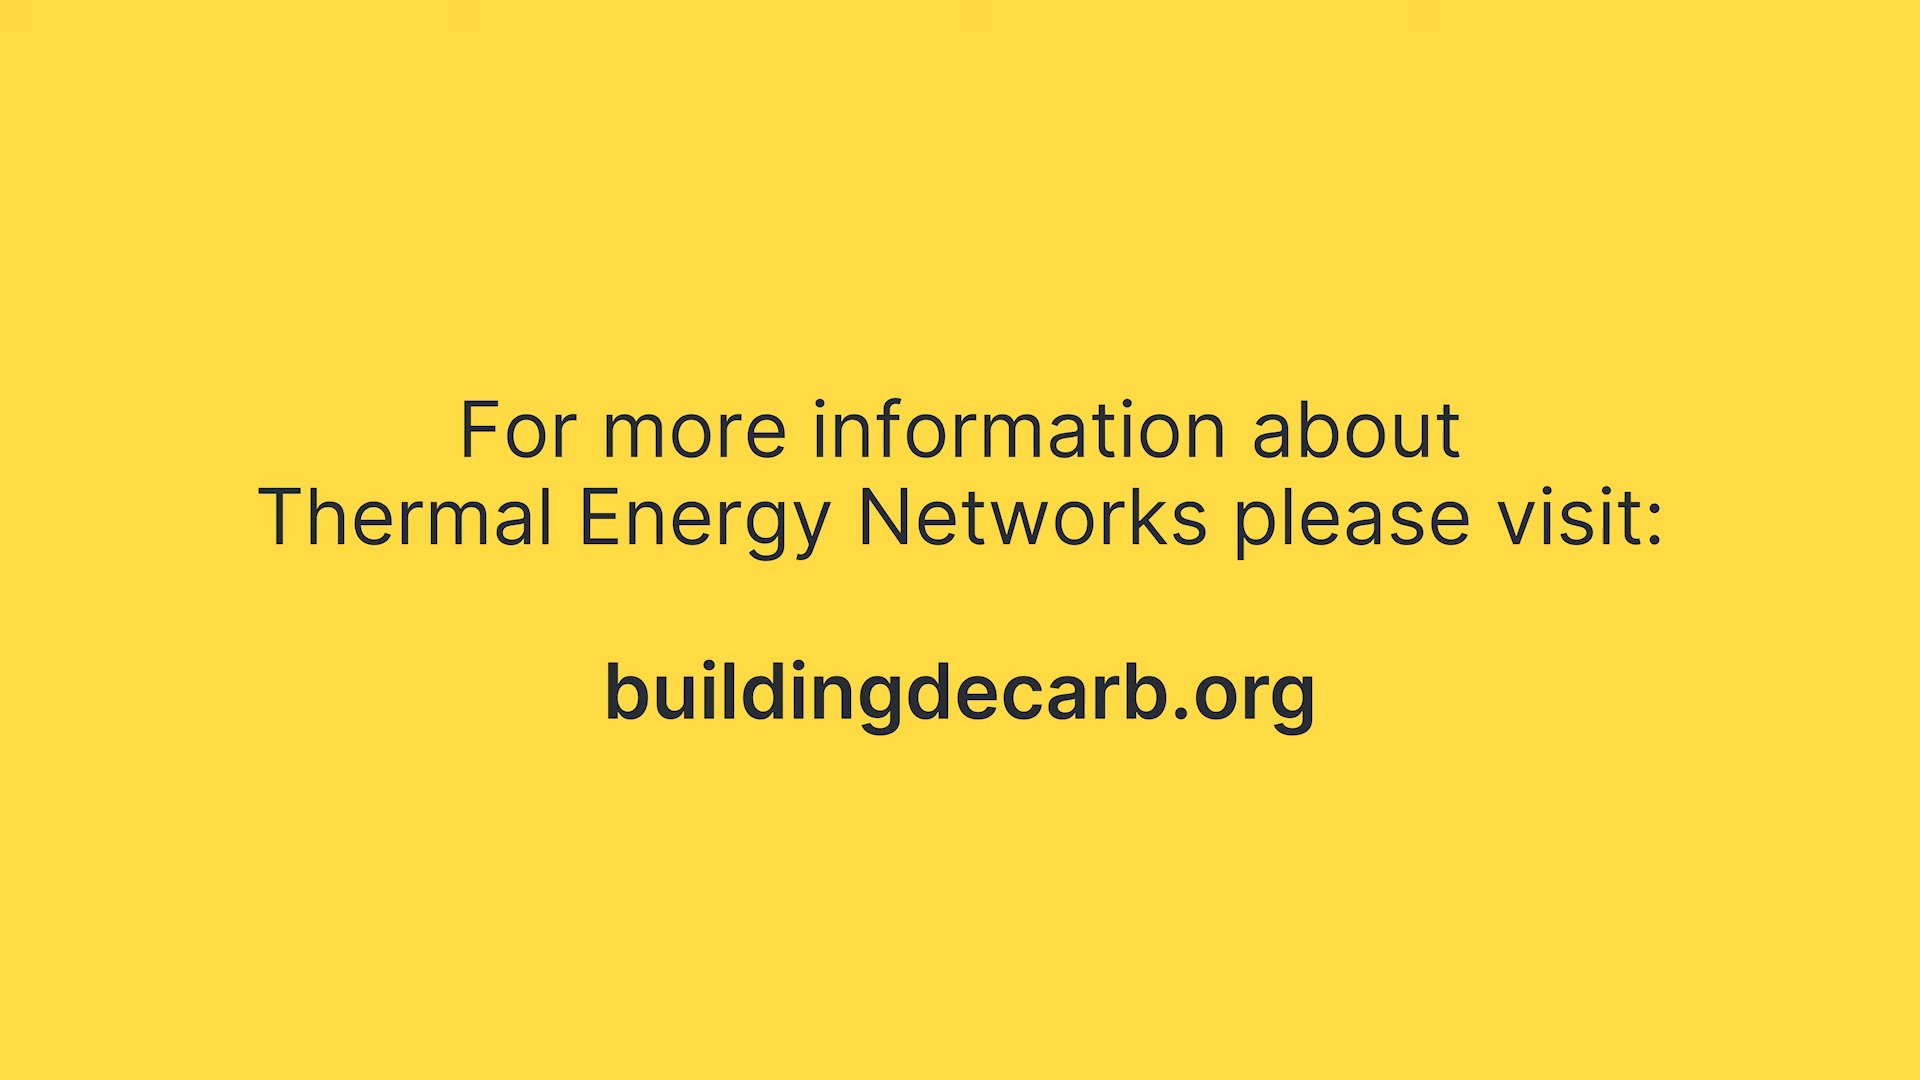 For more information about
Thermal Energy Networks please visit:
buildingdecarb.org